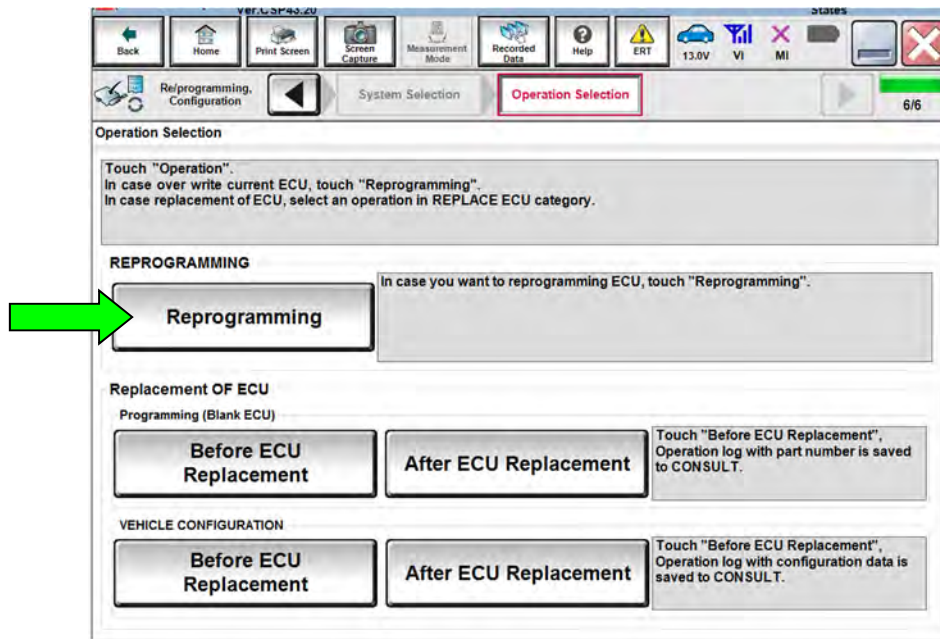 Ver.CSP43.20
States
Back
Home
Print Screen
Screen
Capture
Measurement
Mode
Recorded
Data
Help
ERT
13.0V
VI
MI
Re/programming,
Configuration
System Selection
Operation Selection
6/6
Operation Selection
Touch "Operation".
In case over write current ECU, touch "Reprogramming".
In case replacement of ECU, select an operation in REPLACE ECU category.
REPROGRAMMING
Reprogramming
In case you want to reprogramming ECU, touch "Reprogramming".
Replacement OF ECU
Programming (Blank ECU)
Before ECU
Replacement
After ECU Replacement
Touch "Before ECU Replacement",
Operation log with part number is saved
to CONSULT.
VEHICLE CONFIGURATION
Before ECU
Replacement
After ECU Replacement
Touch "Before ECU Replacement",
Operation log with configuration data is
saved to CONSULT.